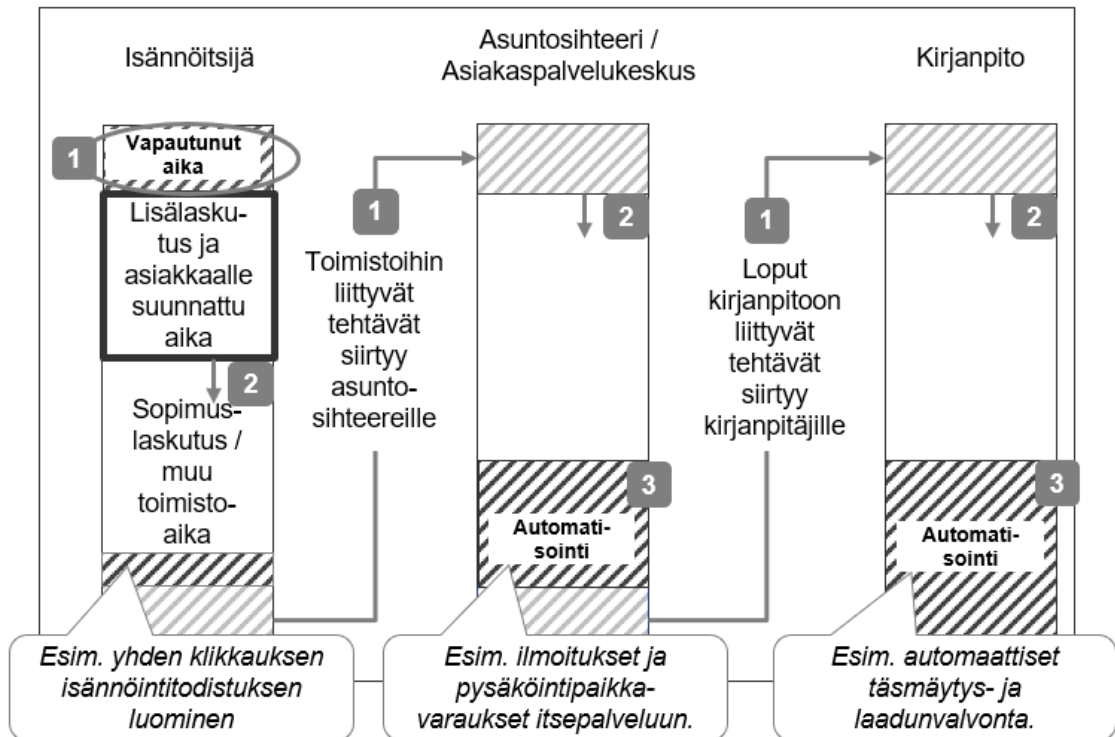 Isännöitsijä
Asuntosihteeri /
Asiakaspalvelukeskus
Kirjanpito
1
Vapautunut
aika
Lisälasku-
tus ja
asiakkaalle
suunnattu
aika
2
Sopimus-
laskutus /
muu
toimisto-
aika
Esim. yhden klikkauksen
isännöintitodistuksen
luominen
1
Toimistoihin
liittyvät
tehtävät
siirtyy
asunto-
sihteereille
2
3
Automati-
sointi
Esim. ilmoitukset ja
pysäköintipaikka-
varaukset itsepalveluun.
1
Loput
kirjanpitoon
liittyvät
tehtävät
siirtyy
kirjanpitäjille
2
3
Automati-
sointi
Esim. automaattiset
täsmäytys- ja
laadunvalvonta.